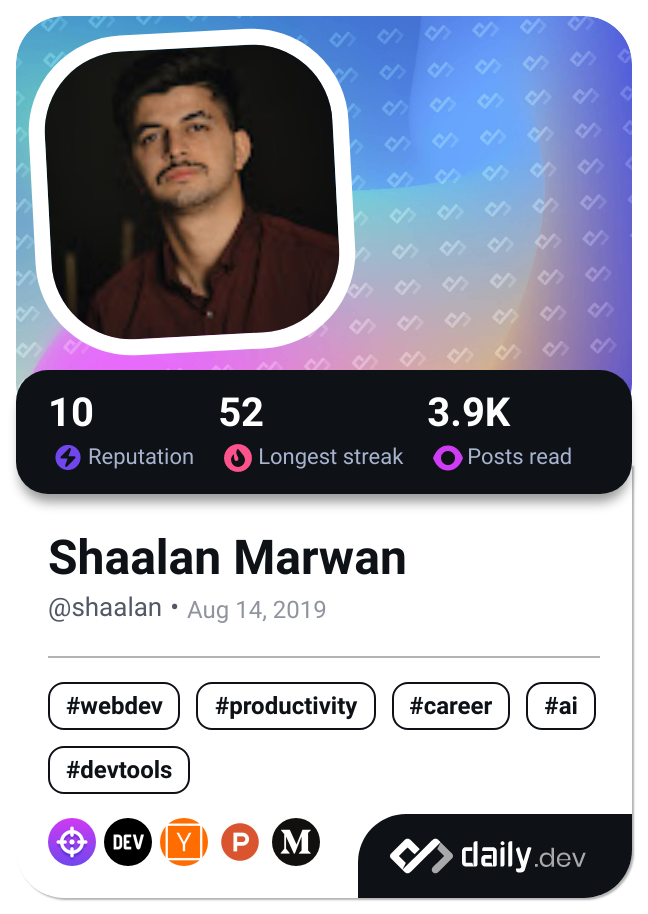 10 52 3.9K
Reputation Longest streak Posts read
Shaalan Marwan
@shaalan • Aug 14, 2019
#webdev #productivity #career #ai
#devtools
DEV Y P M daily.dev